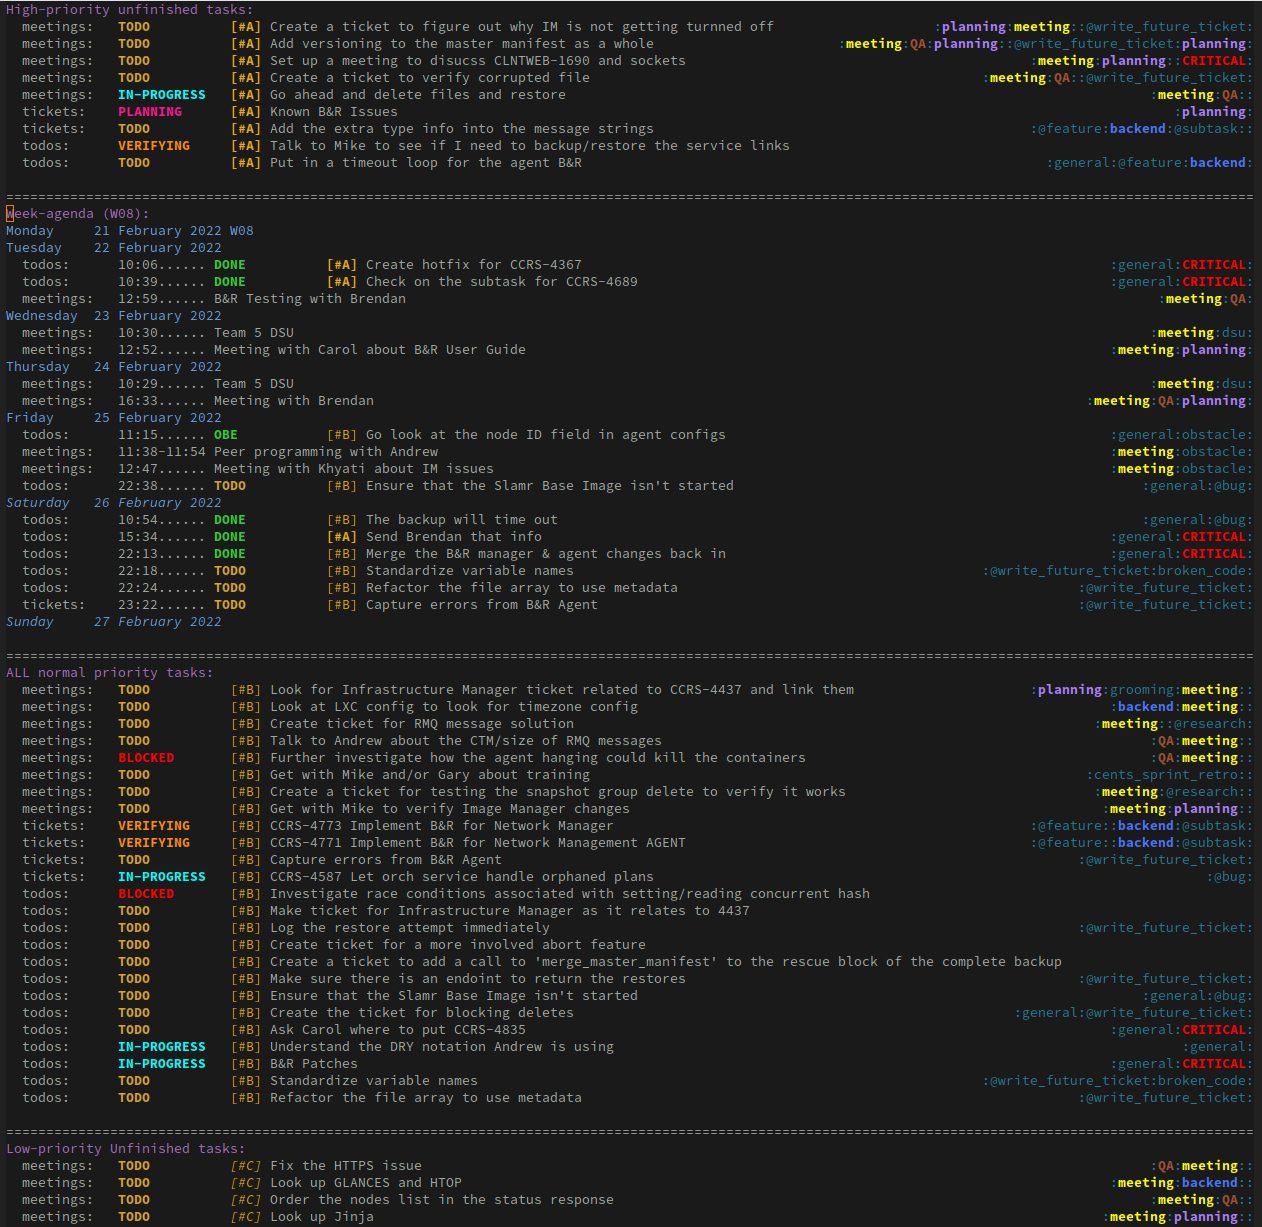 High-priority unfinished tasks:
meetings: TODO [#A] Create a ticket to figure out why IM is not getting turnned off :planning:meeting::@write_future_ticket:
meetings: TODO [#A] Add versioning to the master manifest as a whole :meeting:QA:planning::@write_future_ticket:planning:
meetings: TODO [#A] Set up a meeting to disucss CLNTWEB-1690 and sockets :meeting:planning::CRITICAL:
meetings: TODO [#A] Create a ticket to verify corrupted file :meeting:QA::@write_future_ticket:
meetings: IN-PROGRESS [#A] Go ahead and delete files and restore :meeting:QA::
tickets: PLANNING [#A] Known B&R Issues :planning:
tickets: TODO [#A] Add the extra type info into the message strings :@feature:backend:@subtask::
todos: VERIFYING [#A] Talk to Mike to see if I need to backup/restore the service links
todos: TODO [#A] Put in a timeout loop for the agent B&R :general:@feature:backend:
Week-agenda (W08):
Monday 21 February 2022 W08
Tuesday 22 February 2022
todos: 10:06...... DONE [#A] Create hotfix for CCRS-4367 :general:CRITICAL:
todos: 10:39...... DONE [#A] Check on the subtask for CCRS-4689 :general:CRITICAL:
meetings: 12:59...... B&R Testing with Brendan :meeting:QA:
Wednesday 23 February 2022
meetings: 10:30...... Team 5 DSU :meeting:dsu:
meetings: 12:52...... Meeting with Carol about B&R User Guide :meeting:planning:
Thursday 24 February 2022
meetings: 10:29...... Team 5 DSU :meeting:dsu:
meetings: 16:33...... Meeting with Brendan :meeting:QA:planning:
Friday 25 February 2022
todos: 11:15...... OBE [#B] Go look at the node ID field in agent configs :general:obstacle:
meetings: 11:38-11:54 Peer programming with Andrew :meeting:obstacle:
meetings: 12:47...... Meeting with Khyati about IM issues :meeting:obstacle:
todos: 22:38...... TODO [#B] Ensure that the Slamr Base Image isn't started :general:@bug:
Saturday 26 February 2022
todos: 10:54...... DONE [#B] The backup will time out :general:@bug:
todos: 15:34...... DONE [#A] Send Brendan that info :general:CRITICAL:
todos: 22:13...... DONE [#B] Merge the B&R manager & agent changes back in :general:CRITICAL:
todos: 22:18...... TODO [#B] Standardize variable names :@write_future_ticket:broken_code:
todos: 22:24...... TODO [#B] Refactor the file array to use metadata :@write_future_ticket:
tickets: 23:22...... TODO [#B] Capture errors from B&R Agent :@write_future_ticket:
Sunday 27 February 2022
ALL normal priority tasks:
meetings: TODO [#B] Look for Infrastructure Manager ticket related to CCRS-4437 and link them :planning:grooming:meeting::
meetings: TODO [#B] Look at LXC config to look for timezone config :backend:meeting::
meetings: TODO [#B] Create ticket for RMQ message solution :meeting::@research:
meetings: TODO [#B] Talk to Andrew about the CTM/size of RMQ messages :QA:meeting::
meetings: BLOCKED [#B] Further investigate how the agent hanging could kill the containers :QA:meeting::
meetings: TODO [#B] Get with Mike and/or Gary about training :cents_sprint_retro::
meetings: TODO [#B] Create a ticket for testing the snapshot group delete to verify it works :meeting:@research::
meetings: TODO [#B] Get with Mike to verify Image Manager changes :meeting:planning::
tickets: VERIFYING [#B] CCRS-4773 Implement B&R for Network Manager :@feature::backend:@subtask:
tickets: VERIFYING [#B] CCRS-4771 Implement B&R for Network Management AGENT :@feature::backend:@subtask:
tickets: TODO [#B] Capture errors from B&R Agent :@write_future_ticket:
tickets: IN-PROGRESS [#B] CCRS-4587 Let orch service handle orphaned plans :@bug:
todos: BLOCKED [#B] Investigate race conditions associated with setting/reading concurrent hash
todos: TODO [#B] Make ticket for Infrastructure Manager as it relates to 4437
todos: TODO [#B] Log the restore attempt immediately :@write_future_ticket:
todos: TODO [#B] Create ticket for a more involved abort feature
todos: TODO [#B] Create a ticket to add a call to 'merge_master_manifest' to the rescue block of the complete backup
todos: TODO [#B] Make sure there is an endoint to return the restores :@write_future_ticket:
todos: TODO [#B] Ensure that the Slamr Base Image isn't started :general:@bug:
todos: TODO [#B] Create the ticket for blocking deletes :general:@write_future_ticket:
todos: TODO [#B] Ask Carol where to put CCRS-4835 :general:CRITICAL:
todos: IN-PROGRESS [#B] Understand the DRY notation Andrew is using :general:
todos: IN-PROGRESS [#B] B&R Patches :general:CRITICAL:
todos: TODO [#B] Standardize variable names :@write_future_ticket:broken_code:
todos: TODO [#B] Refactor the file array to use metadata :@write_future_ticket:
Low-priority Unfinished tasks:
meetings: TODO [#C] Fix the HTTPS issue :QA:meeting::
meetings: TODO [#C] Look up GLANCES and HTOP :meeting:backend::
meetings: TODO [#C] Order the nodes list in the status response :meeting:QA::
meetings: TODO [#C] Look up Jinja :meeting:planning::